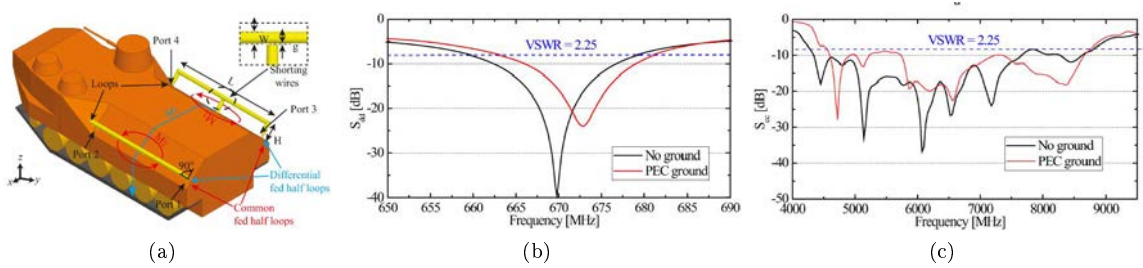 Port 4
W
g
L
Loops
Shorting
wires
Port 3
H
Port 2
90°
z
x
y
Port 1
Differential
fed half loops
Common
fed half loops
(a)
S_dd [dB]
0
-10
-20
-30
-40
VSWR = 2.25
No ground
PEC ground
650 655 660 665 670 675 680 685 690
Frequency [MHz]
(b)
S_cc [dB]
0
-10
-20
-30
-40
-50
VSWR = 2.25
No ground
PEC ground
4000 5000 6000 7000 8000 9000
Frequency [MHz]
(c)